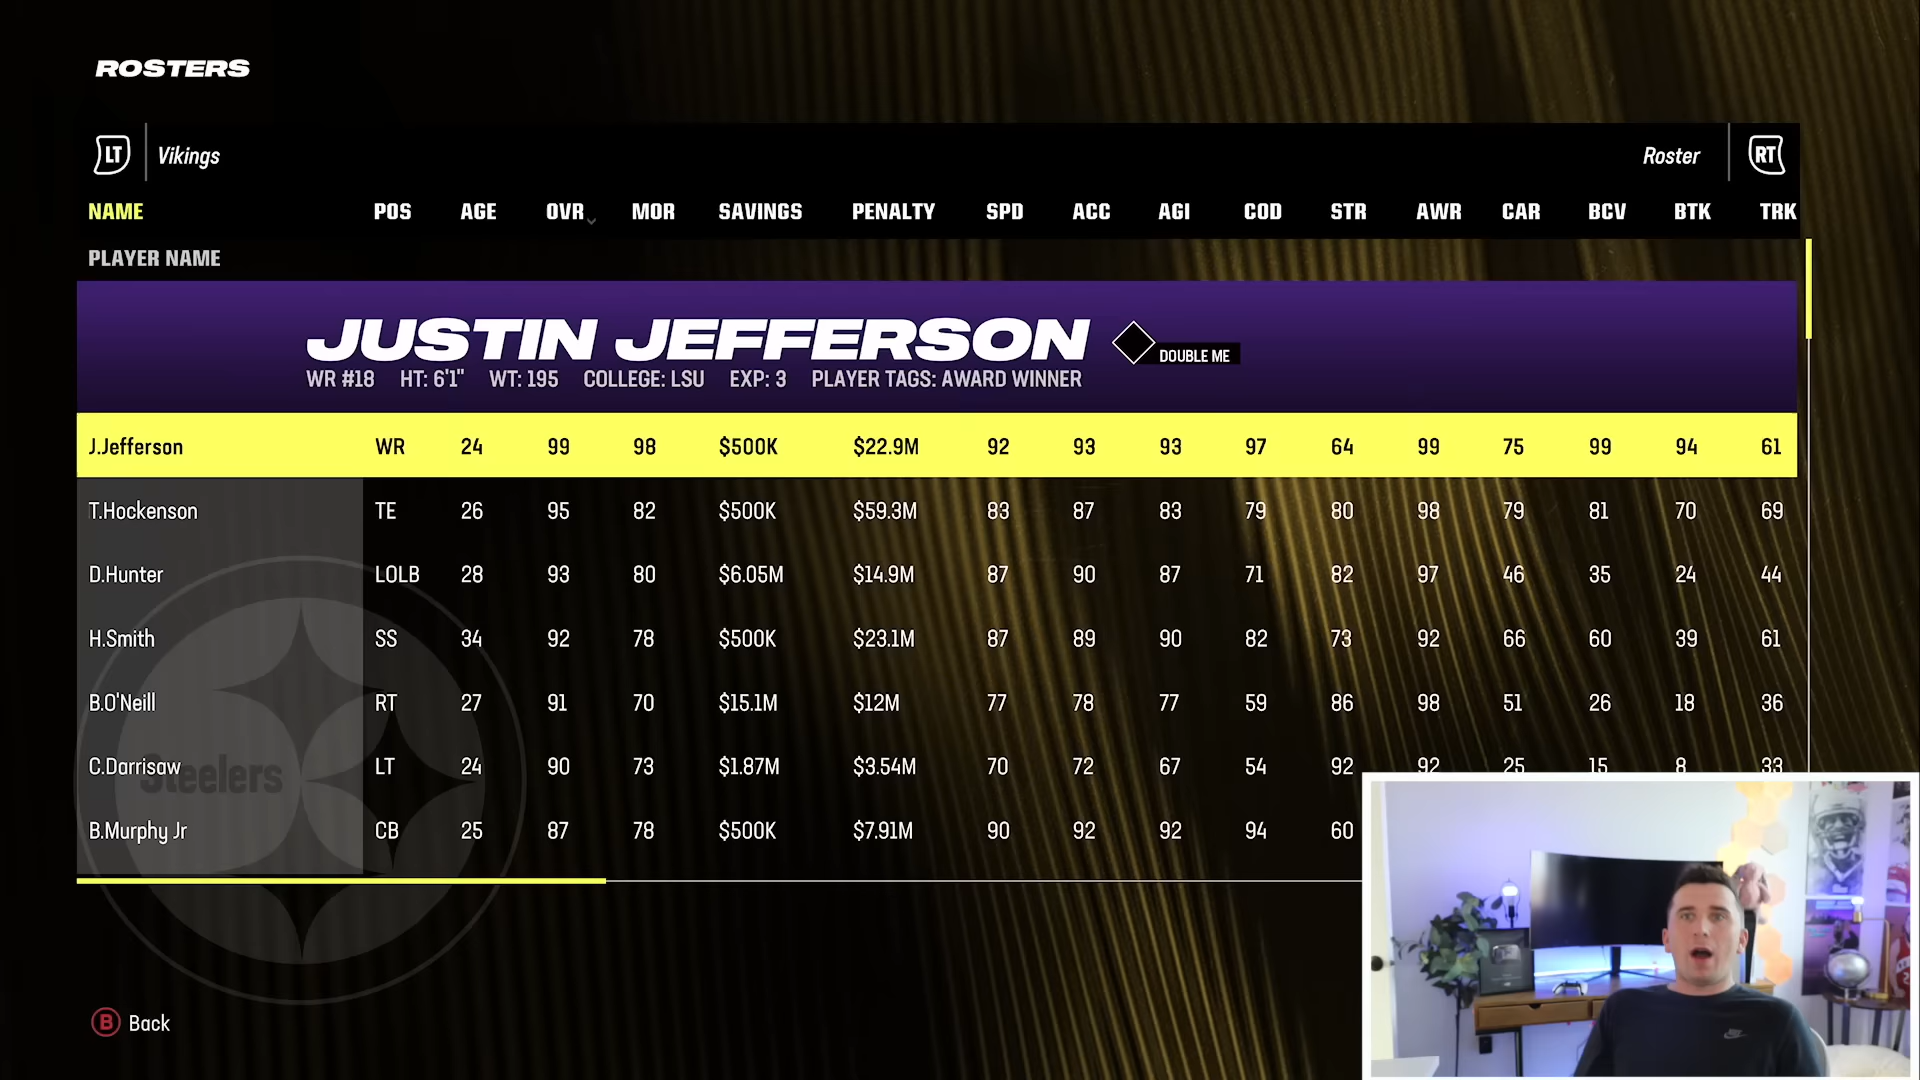 ROSTERS
LT Vikings Roster RT
NAME POS AGE OVR MOR SAVINGS PENALTY SPD ACC AGI COD STR AWR CAR BCV BTK TRK
PLAYER NAME
JUSTIN JEFFERSON DOUBLE ME
WR #18 HT: 6'1" WT: 195 COLLEGE: LSU EXP: 3 PLAYER TAGS: AWARD WINNER
J.Jefferson WR 24 99 98 $500K $22.9M 92 93 93 97 64 99 75 99 94 61
T.Hockenson TE 26 95 82 $500K $59.3M 83 87 83 79 80 98 79 81 70 69
D.Hunter LOLB 28 93 80 $6.05M $14.9M 87 90 87 71 82 97 46 35 24 44
H.Smith SS 34 92 78 $500K $23.1M 87 89 90 82 73 92 66 60 39 61
B.O'Neill RT 27 91 70 $15.1M $12M 77 78 77 59 86 98 51 26 18 36
C.Darrisaw LT 24 90 73 $1.87M $3.54M 70 72 67 54 92 92 25 15 8 33
Steelers
B.Murphy Jr CB 25 87 78 $500K $7.91M 90 92 92 94 60
B Back